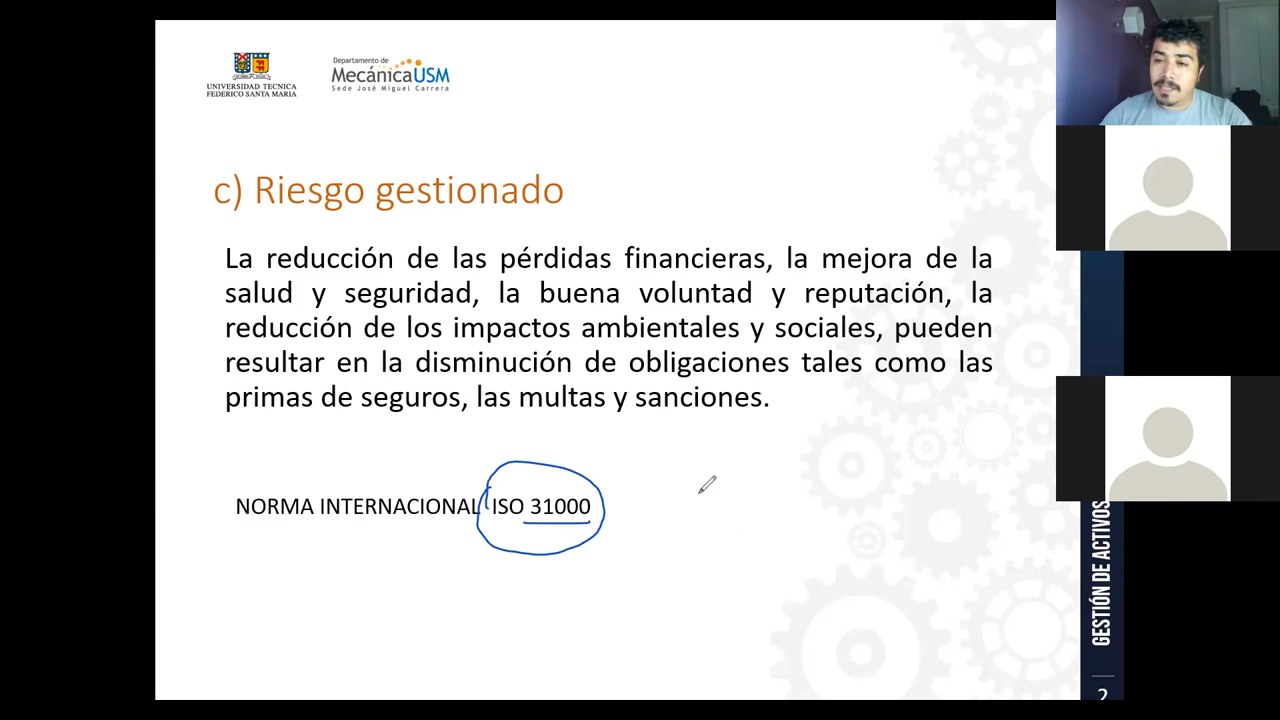 UNIVERSIDAD TECNICA
FEDERICO SANTA MARIA
Departamento de
MecánicaUSM
Sede José Miguel Carrera
c) Riesgo gestionado
La reducción de las pérdidas financieras, la mejora de la
salud y seguridad, la buena voluntad y reputación, la
reducción de los impactos ambientales y sociales, pueden
resultar en la disminución de obligaciones tales como las
primas de seguros, las multas y sanciones.
NORMA INTERNACIONAL ISO 31000
GESTIÓN DE ACTIVOS
2